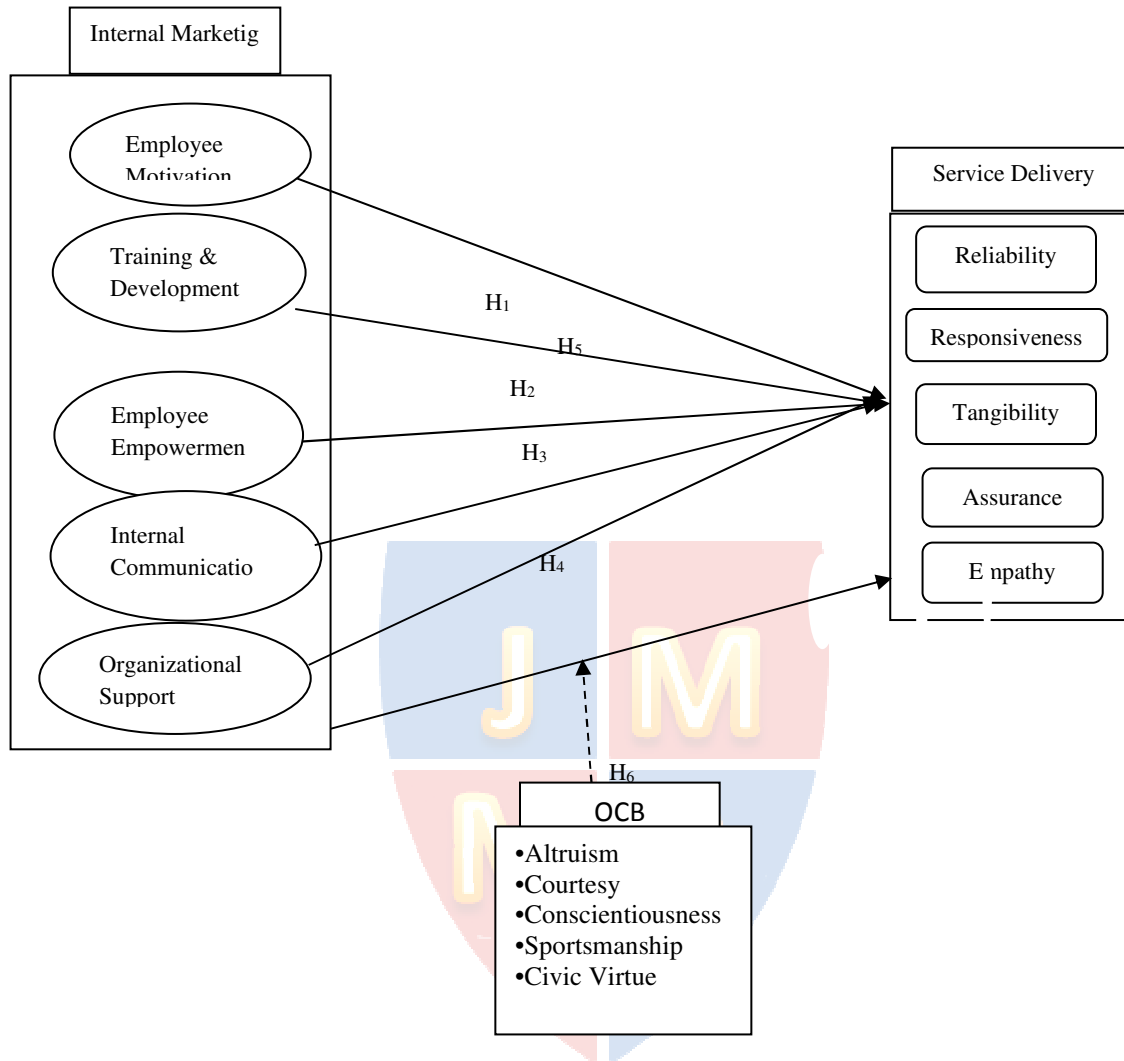 Internal Marketig
Employee
Motivation
Training &
Development
Employee
Empowermen
Internal
Communicatio
Organizational
Support
H1
H5
H2
H3
H4
H6
Service Delivery
Reliability
Responsiveness
Tangibility
Assurance
E npathy
J M
OCB
•Altruism
•Courtesy
•Conscientiousness
•Sportsmanship
•Civic Virtue